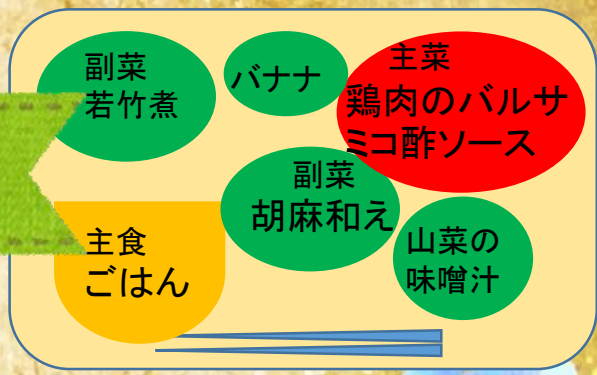 副菜
若竹煮
バナナ
主菜
鶏肉のバルサ
ミコ酢ソース
副菜
胡麻和え
主食
ごはん
山菜の
味噌汁